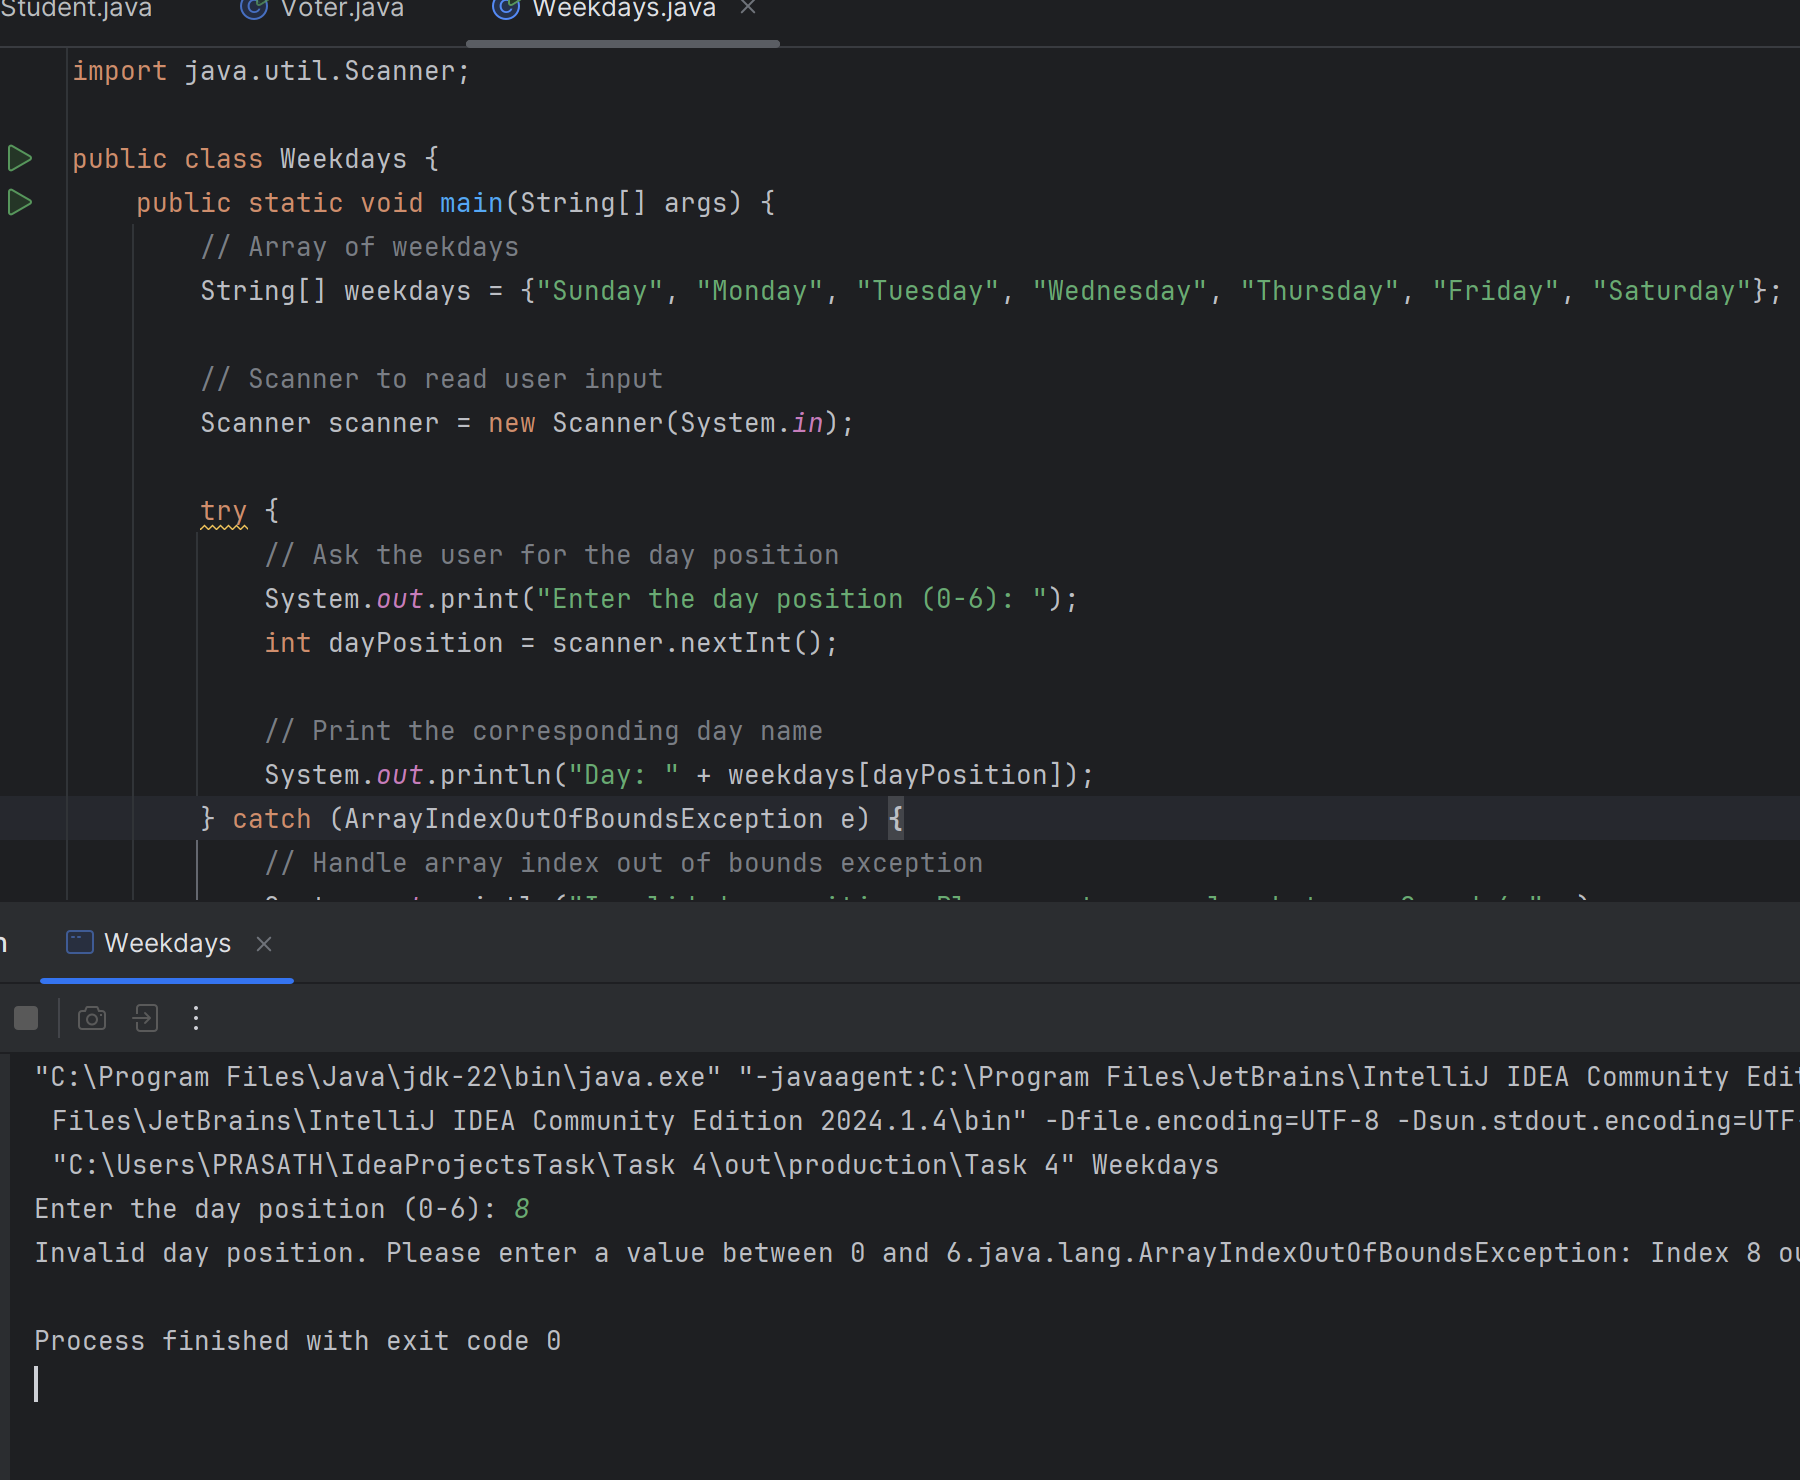 Student.java Voter.java Weekdays.java
import java.util.Scanner;
public class Weekdays {
public static void main(String[] args) {
// Array of weekdays
String[] weekdays = {"Sunday", "Monday", "Tuesday", "Wednesday", "Thursday", "Friday", "Saturday"};
// Scanner to read user input
Scanner scanner = new Scanner(System.in);
try {
// Ask the user for the day position
System.out.print("Enter the day position (0-6): ");
int dayPosition = scanner.nextInt();
// Print the corresponding day name
System.out.println("Day: " + weekdays[dayPosition]);
} catch (ArrayIndexOutOfBoundsException e) {
// Handle array index out of bounds exception
Weekdays
"C:\Program Files\Java\jdk-22\bin\java.exe" "-javaagent:C:\Program Files\JetBrains\IntelliJ IDEA Community Edit
Files\JetBrains\IntelliJ IDEA Community Edition 2024.1.4\bin" -Dfile.encoding=UTF-8 -Dsun.stdout.encoding=UTF-
"C:\Users\PRASATH\IdeaProjectsTask\Task 4\out\production\Task 4" Weekdays
Enter the day position (0-6): 8
Invalid day position. Please enter a value between 0 and 6.java.lang.ArrayIndexOutOfBoundsException: Index 8 ou
Process finished with exit code 0